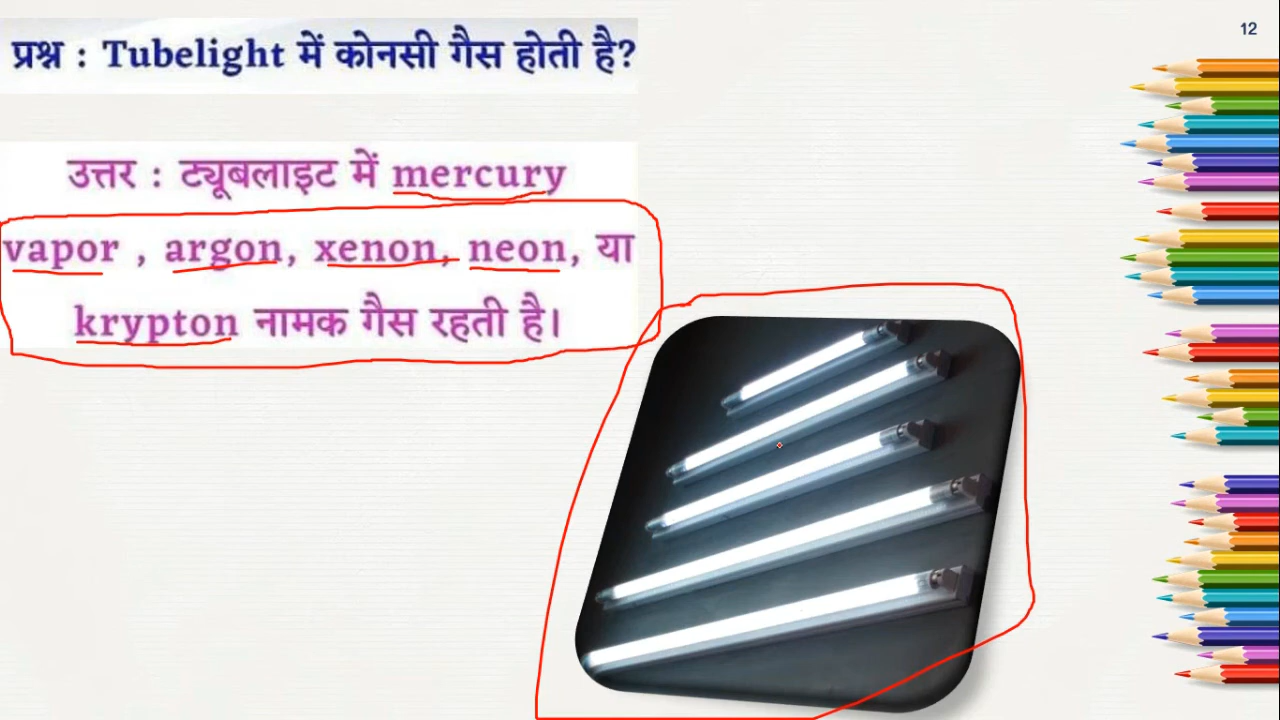 12
प्रश्न : Tubelight में कोनसी गैस होती है?
उत्तर : ट्यूबलाइट में mercury
vapor , argon, xenon, neon, या
krypton नामक गैस रहती है।